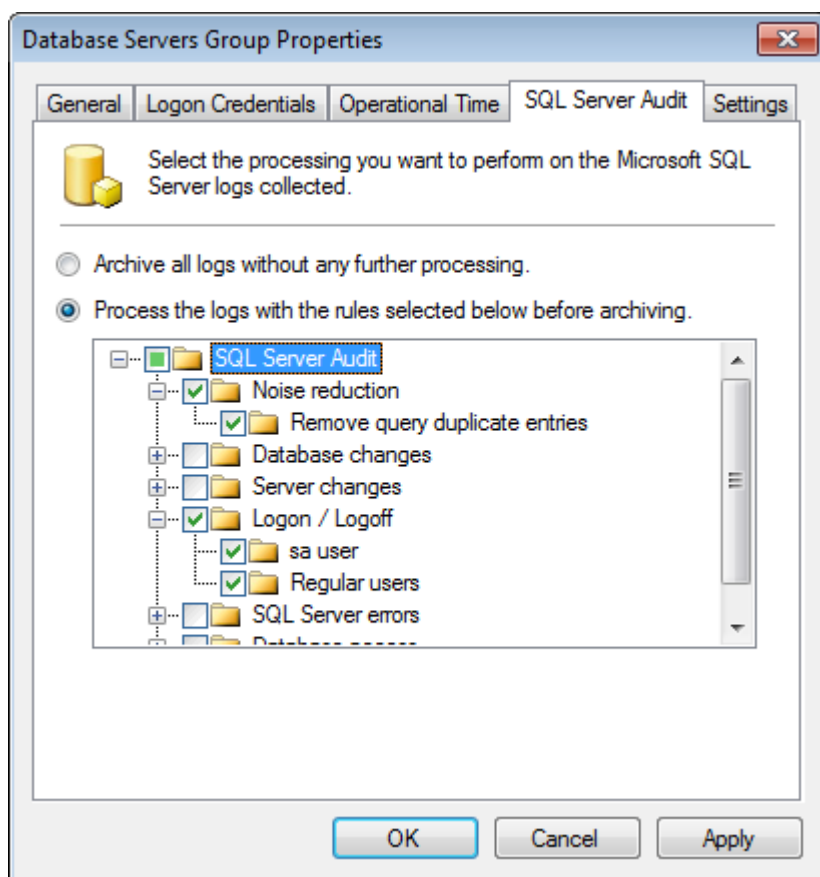 Database Servers Group Properties
General Logon Credentials Operational Time SQL Server Audit Settings
Select the processing you want to perform on the Microsoft SQL
Server logs collected.
Archive all logs without any further processing.
Process the logs with the rules selected below before archiving.
SQL Server Audit
Noise reduction
Remove query duplicate entries
Database changes
Server changes
Logon / Logoff
sa user
Regular users
SQL Server errors
Database
OK Cancel Apply